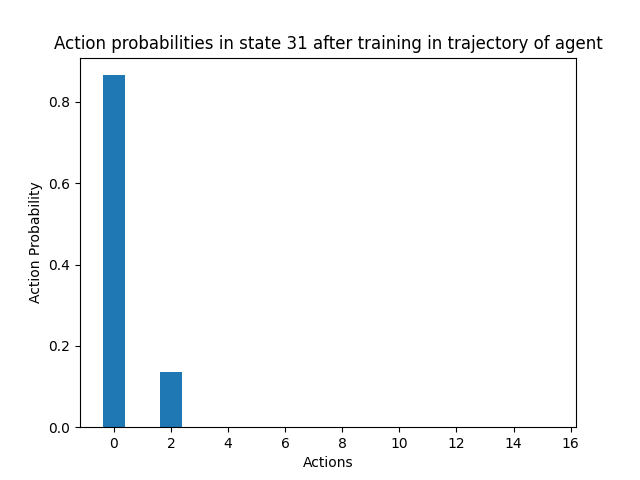 Action probabilities in state 31 after training in trajectory of agent
0.8
0.6
0.4
0.2
0.0
Action Probability
0 2 4 6 8 10 12 14 16
Actions